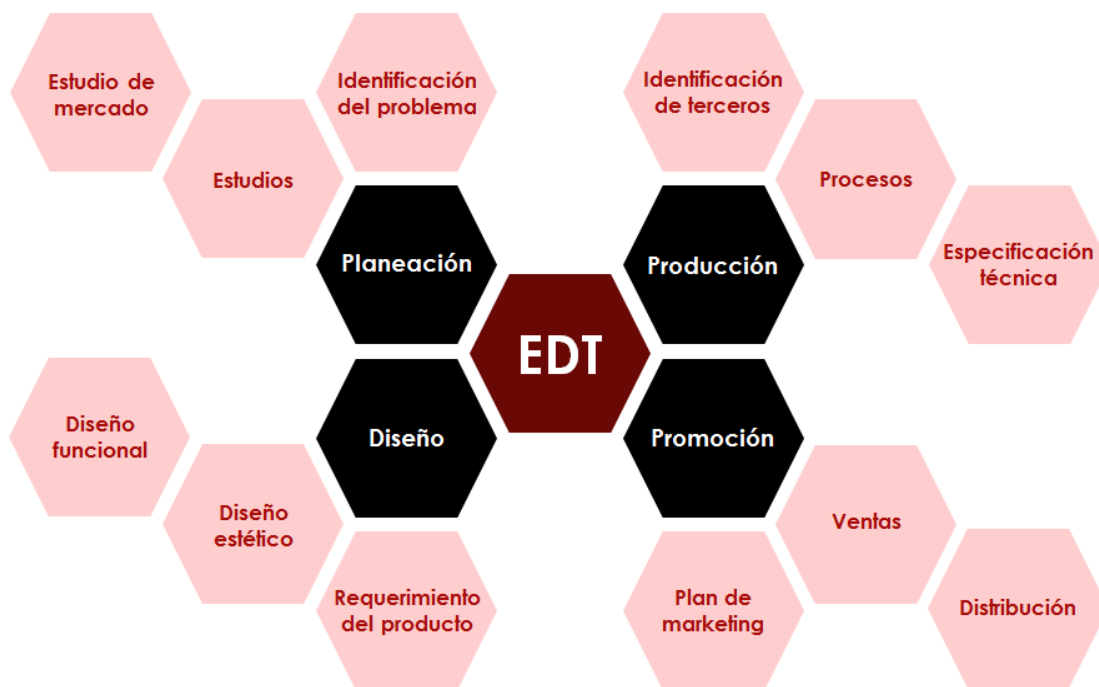 Estudio de
mercado
Identificación
del problema
Estudios
Planeación
Identificación
de terceros
Procesos
Especificación
técnica
Producción
EDT
Diseño
funcional
Diseño
estético
Requerimiento
del producto
Diseño
Promoción
Ventas
Plan de
marketing
Distribución